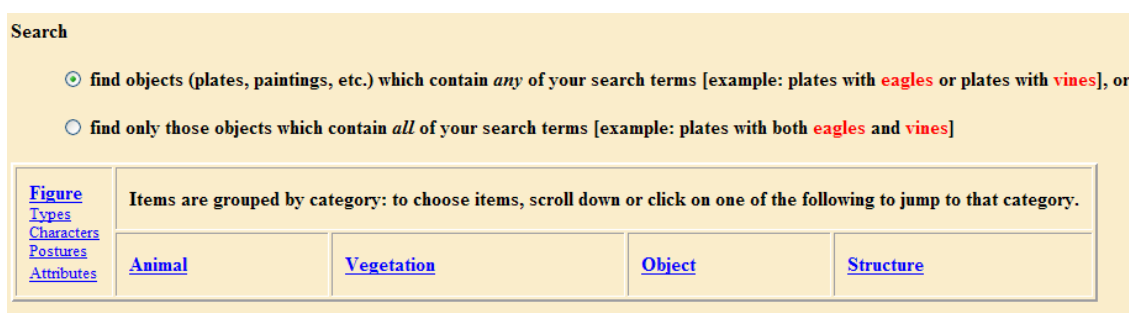 Search
find objects (plates, paintings, etc.) which contain any of your search terms [example: plates with eagles or plates with vines], or
find only those objects which contain all of your search terms [example: plates with both eagles and vines]
Figure
Types
Characters
Postures
Attributes
Items are grouped by category: to choose items, scroll down or click on one of the following to jump to that category.
Animal Vegetation Object Structure